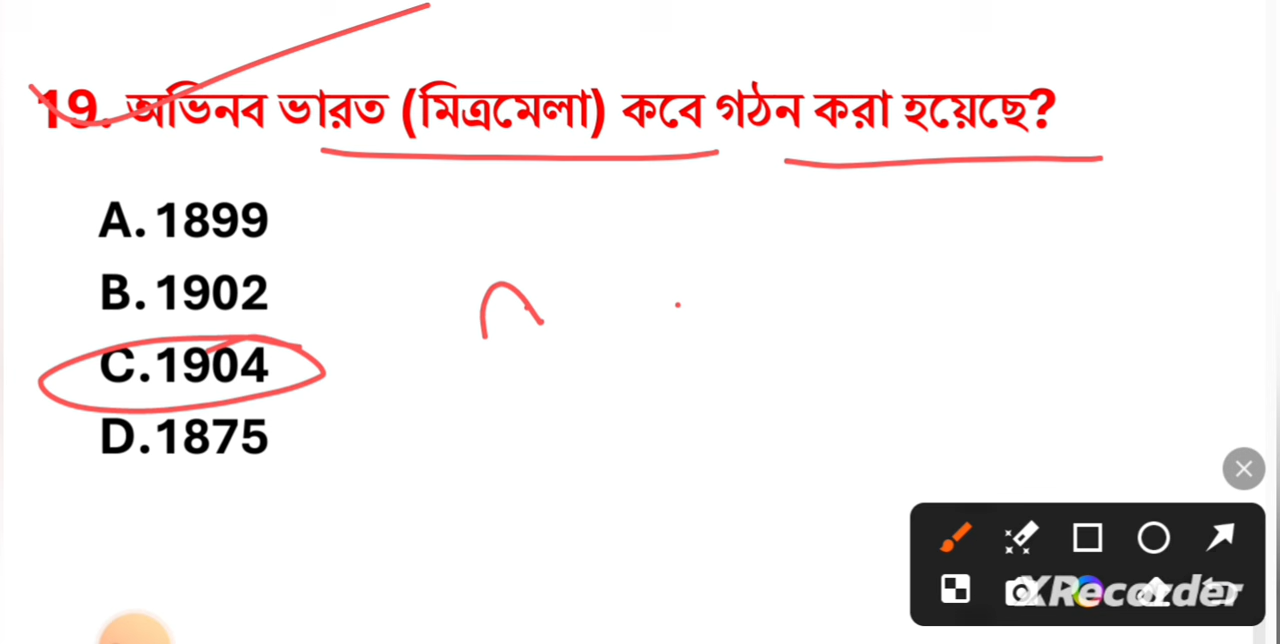 19. অভিনব ভারত (মিত্রমেলা) কবে গঠন করা হয়েছে?
A. 1899
B. 1902
C. 1904
D. 1875
XRecorder